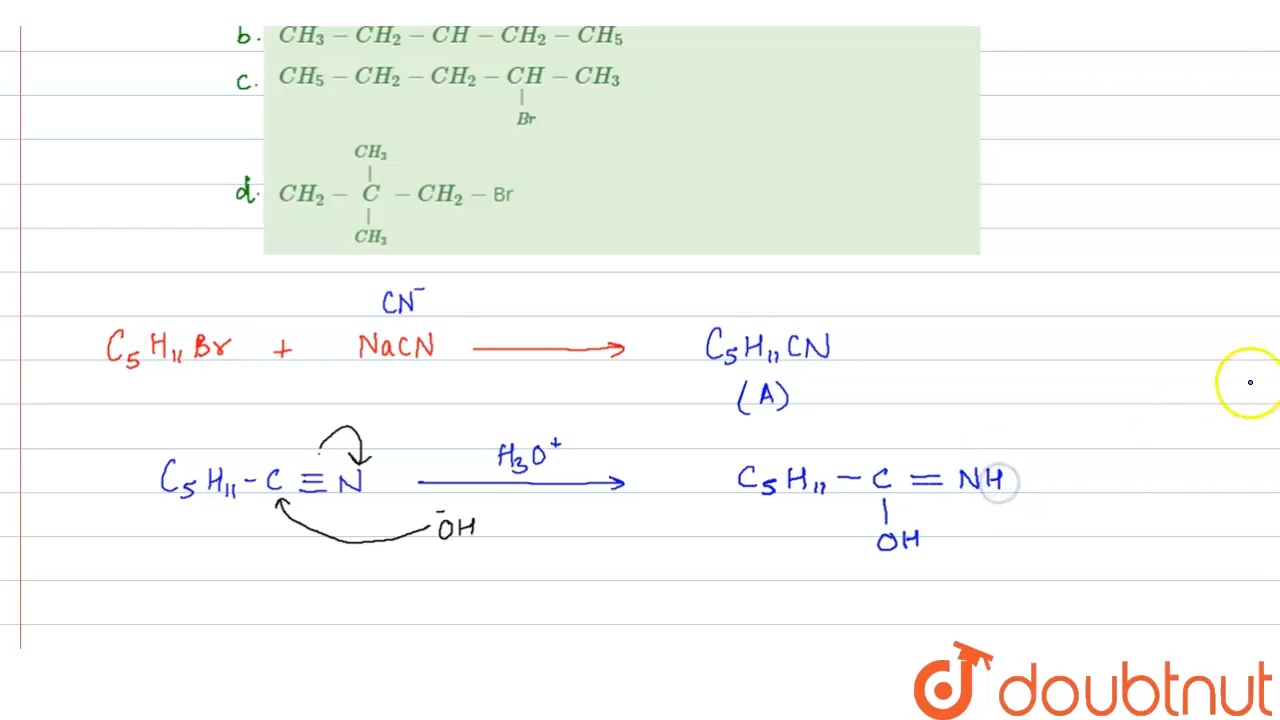 b. CH₃ − CH₂ − CH − CH₂ − CH₅
c. CH₅ − CH₂ − CH₂ − CH − CH₃
|
Br
CH₃
|
d. CH₂ − C − CH₂ − Br
|
CH₃
CN⁻
C₅H₁₁Br + NaCN ⟶ C₅H₁₁CN
(A)
H₃O⁺
C₅H₁₁-C≡N ⟶ C₅H₁₁-C=NH
|
⁻OH
OH
doubtnut